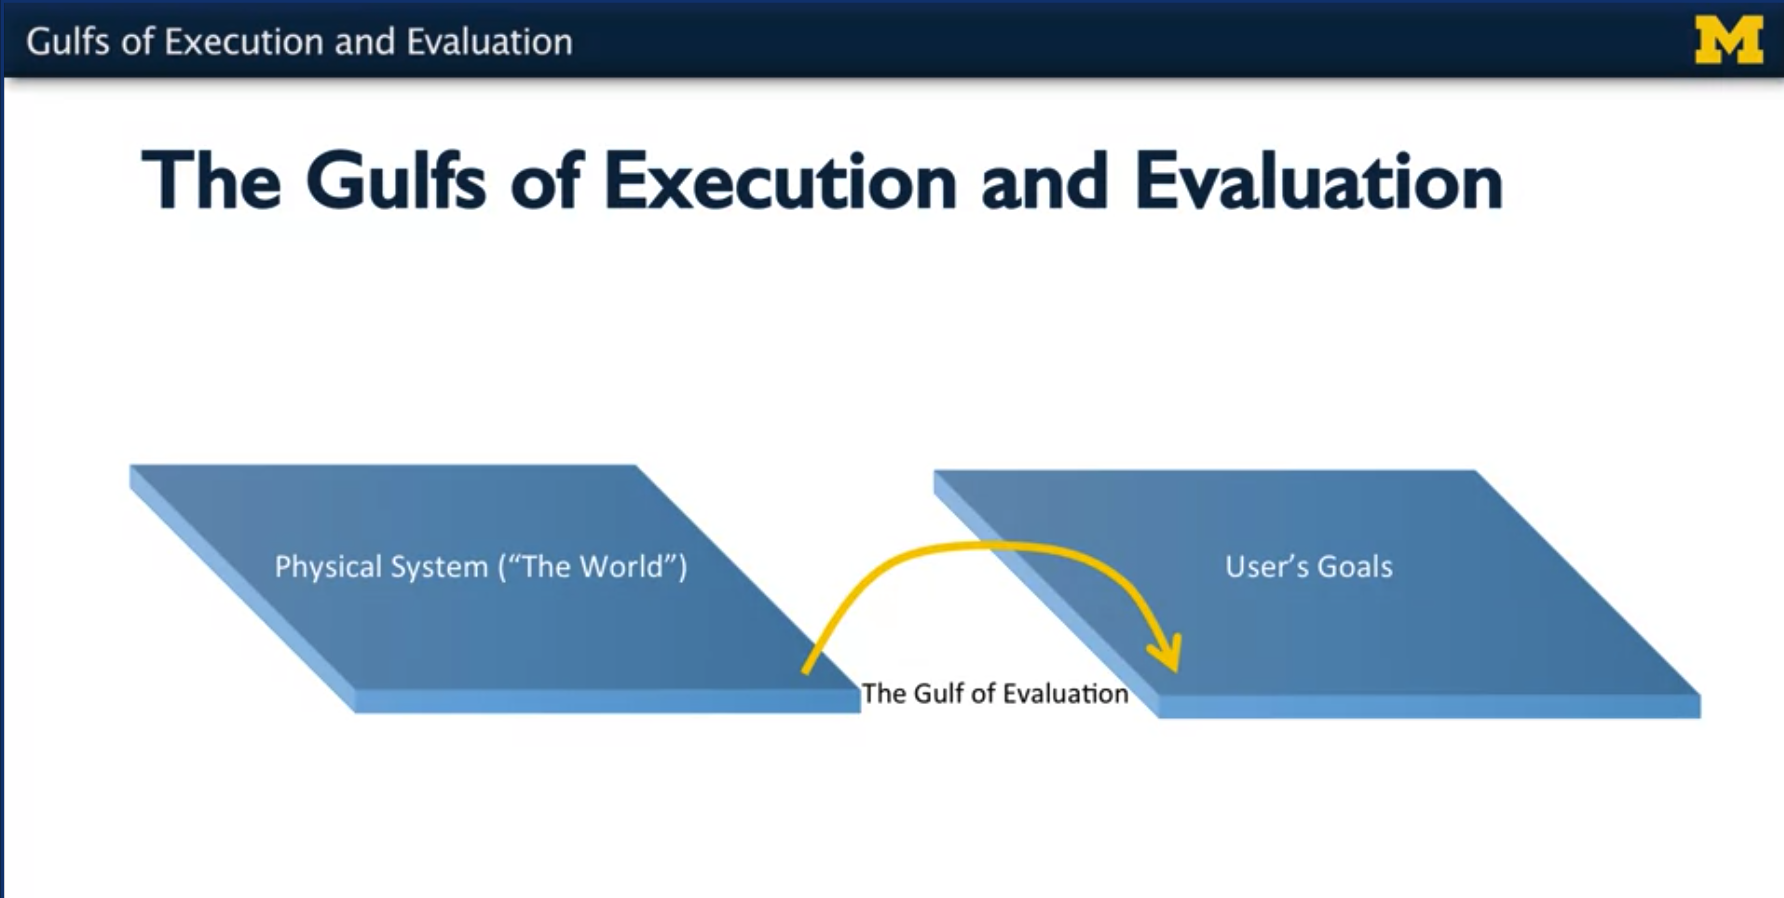 Gulfs of Execution and Evaluation
M
The Gulfs of Execution and Evaluation
Physical System (“The World”)
User’s Goals
The Gulf of Evaluation